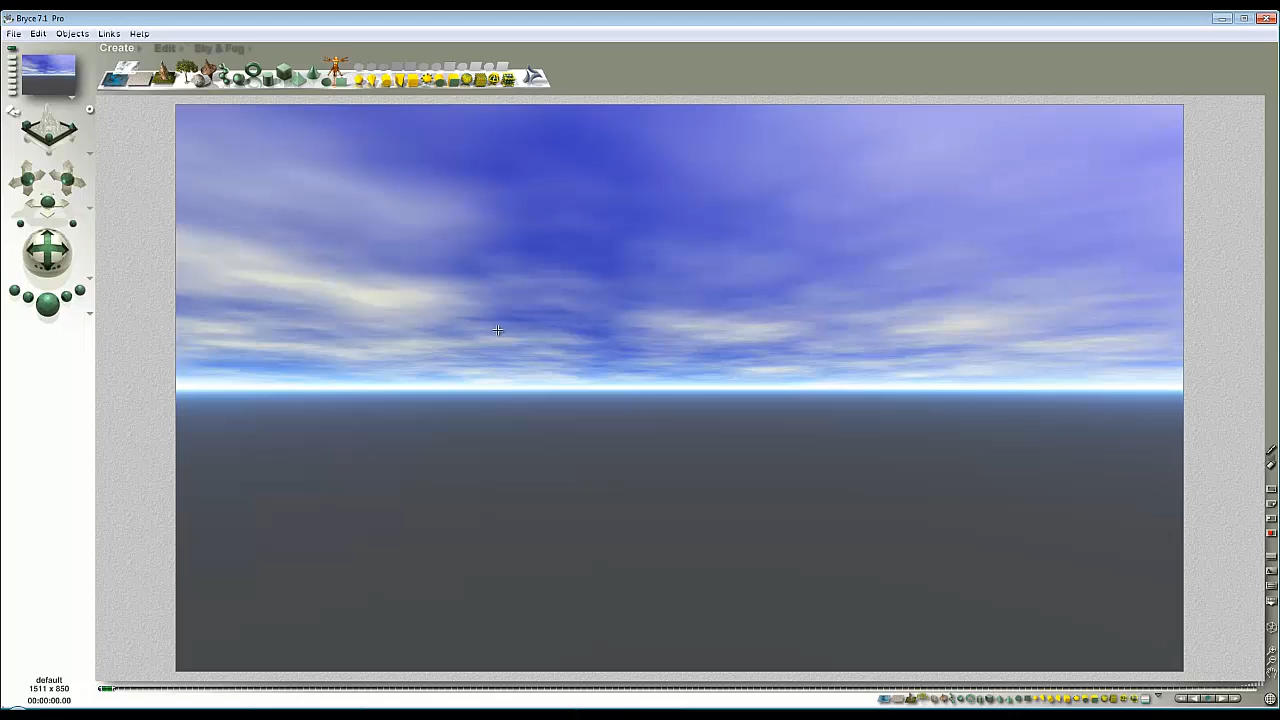 Bryce 7.1 Pro
File Edit Objects Links Help
Create Edit Sky & Fog
default
1511 x 850
00:00:00.00